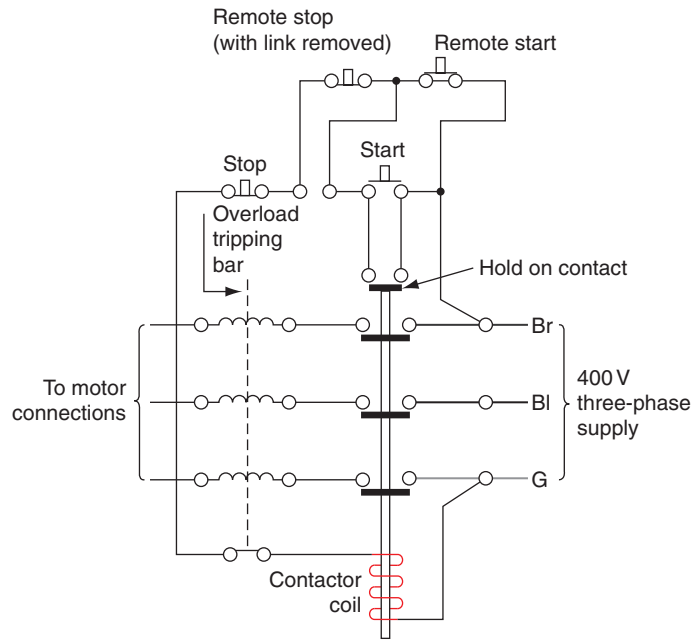 Remote stop
(with link removed)
Remote start
Stop
Start
Overload
tripping
bar
Hold on contact
Br
To motor
connections
Bl
400 V
three-phase
supply
G
Contactor
coil